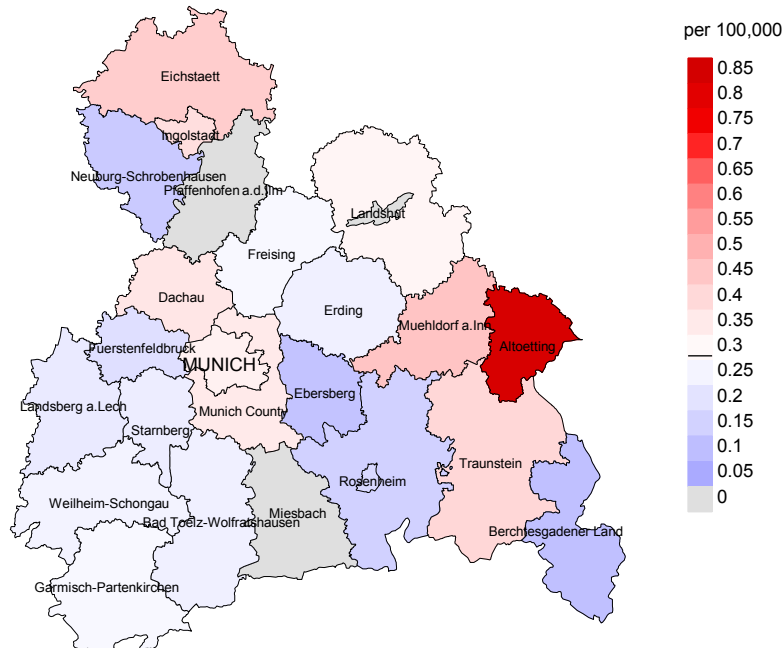 per 100,000
0.85
0.8
0.75
0.7
0.65
0.6
0.55
0.5
0.45
0.4
0.35
0.3
0.25
0.2
0.15
0.1
0.05
0
Eichstaett
Ingolstadt
Neuburg-Schrobenhausen
Pfaffenhofen a.d.Ilm
Landshut
Freising
Dachau
Erding
Muehldorf a.Inn
Altoetting
Fuerstenfeldbruck
MUNICH
Ebersberg
Landsberg a.Lech
Munich County
Starnberg
Traunstein
Rosenheim
Weilheim-Schongau
Miesbach
Bad Toelz-Wolfratshausen
Berchtesgadener Land
Garmisch-Partenkirchen